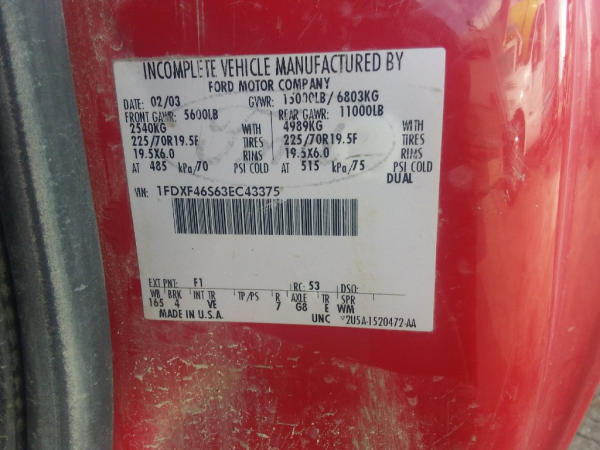 INCOMPLETE VEHICLE MANUFACTURED BY
FORD MOTOR COMPANY
DATE: 02/03 GVWR: 15000LB/ 6803KG
FRONT GAWR: 5600LB REAR GAWR: 11000LB
2540KG WITH 4989KG WITH
225/70R19.5F TIRES 225/70R19.5F TIRES
19.5X6.0 RIMS 19.5X6.0 RIMS
AT 485 kPa/70 PSI COLD AT 515 kPa/75 PSI COLD
DUAL
VIN: 1FDXF46S63EC43375
EXT PNT: F1 RC: 53 DSO:
WB BRK INT TR TP/PS R AXLE TR SPR
165 4 VE 7 G8 E WM
MADE IN U.S.A. UNC 2U5A-1520472-AA